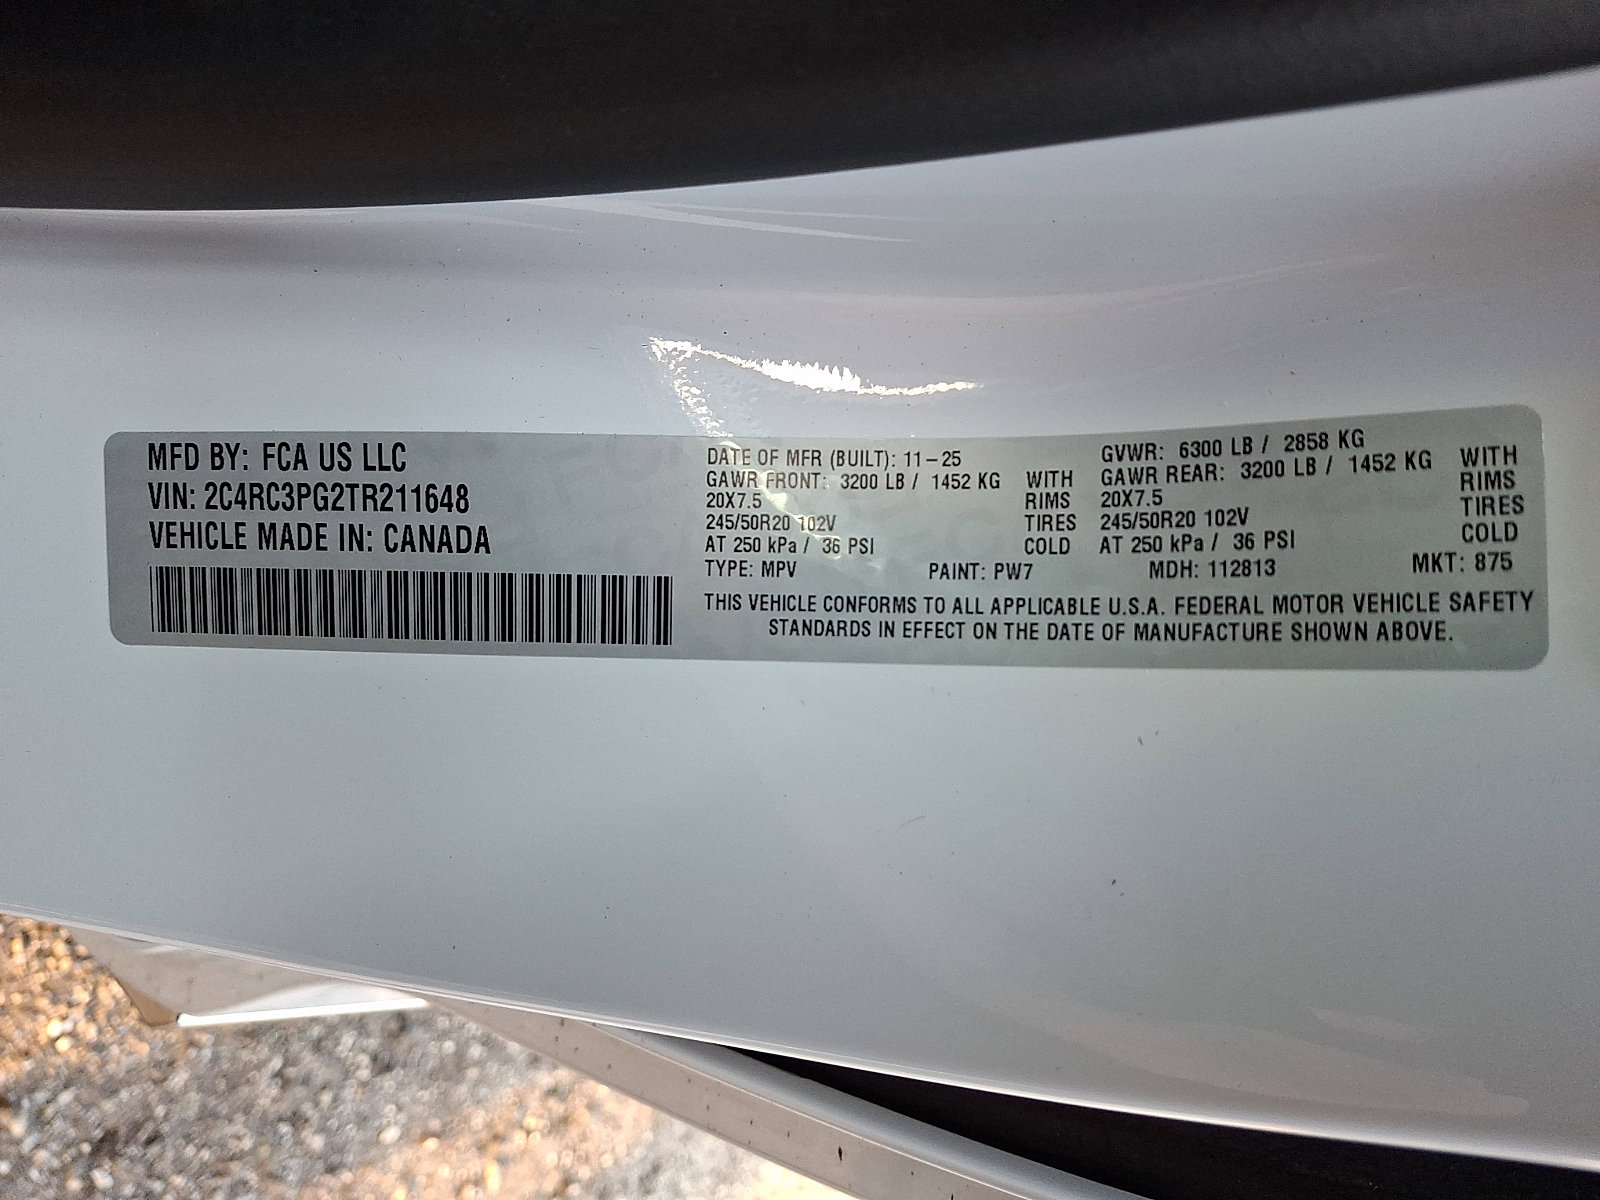 MFD BY: FCA US LLC
VIN: 2C4RC3PG2TR211648
VEHICLE MADE IN: CANADA
DATE OF MFR (BUILT): 11-25 GVWR: 6300 LB / 2858 KG
GAWR FRONT: 3200 LB / 1452 KG WITH GAWR REAR: 3200 LB / 1452 KG WITH
20X7.5 RIMS 20X7.5 RIMS
245/50R20 102V TIRES 245/50R20 102V TIRES
AT 250 kPa / 36 PSI COLD AT 250 kPa / 36 PSI COLD
TYPE: MPV PAINT: PW7 MDH: 112813 MKT: 875
THIS VEHICLE CONFORMS TO ALL APPLICABLE U.S.A. FEDERAL MOTOR VEHICLE SAFETY
STANDARDS IN EFFECT ON THE DATE OF MANUFACTURE SHOWN ABOVE.